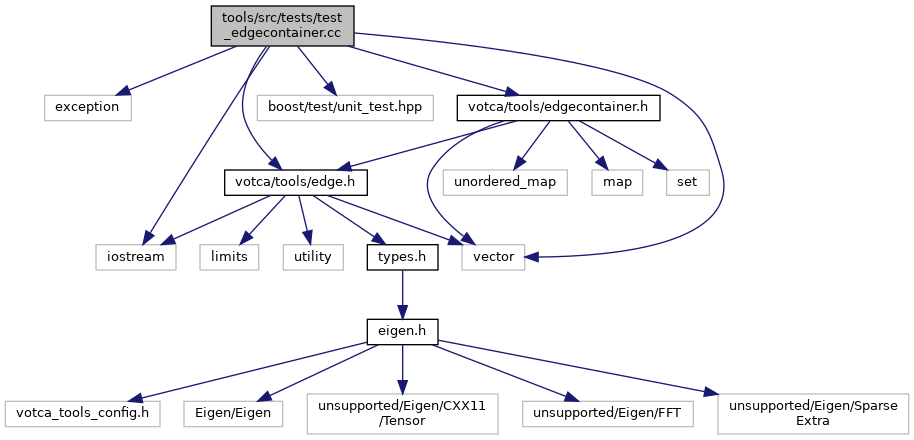 tools/src/tests/test
_edgecontainer.cc
exception
boost/test/unit_test.hpp
votca/tools/edgecontainer.h
votca/tools/edge.h
unordered_map
map
set
iostream
limits
utility
types.h
vector
eigen.h
votca_tools_config.h
Eigen/Eigen
unsupported/Eigen/CXX11
/Tensor
unsupported/Eigen/FFT
unsupported/Eigen/Sparse
Extra